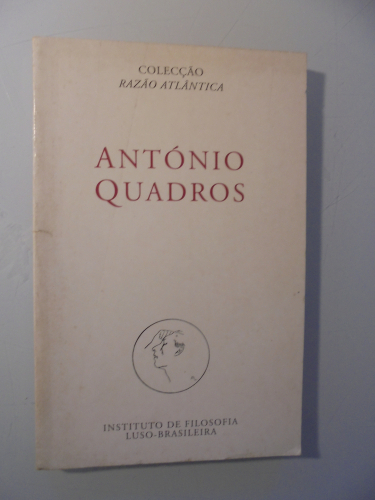 COLECÇÃO
RAZÃO ATLÂNTICA
ANTÓNIO
QUADROS
INSTITUTO DE FILOSOFIA
LUSO-BRASILEIRA